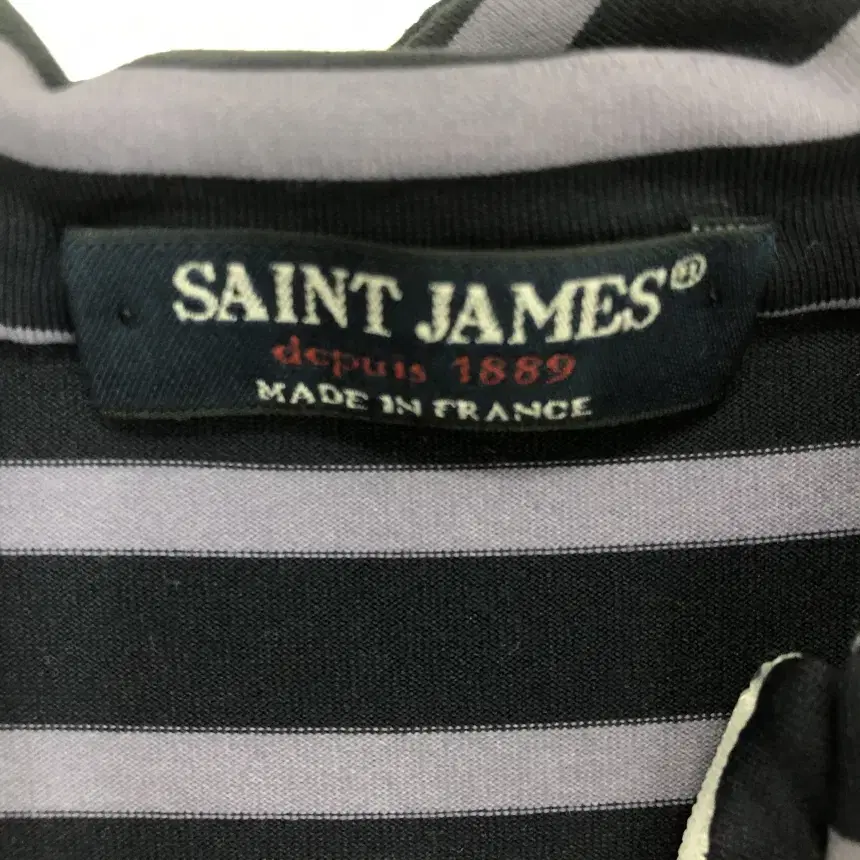 SAINT JAMES®
depuis 1889
MADE IN FRANCE